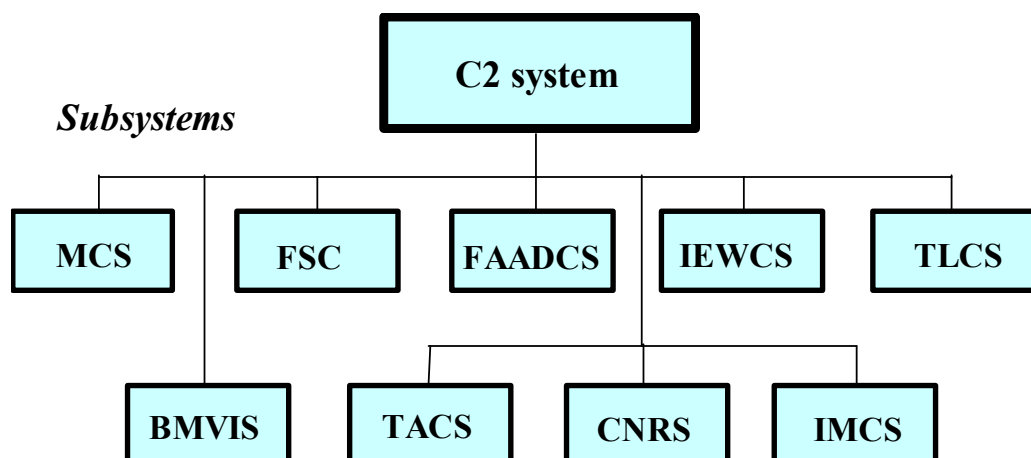 C2 system
Subsystems
MCS
FSC
FAADCS
IEWCS
TLCS
BMVIS
TACS
CNRS
IMCS